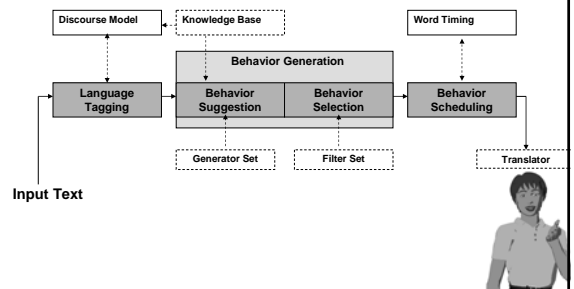 Discourse Model
Knowledge Base
Word Timing
Behavior Generation
Language
Tagging
Behavior
Suggestion
Behavior
Selection
Behavior
Scheduling
Generator Set
Filter Set
Translator
Input Text